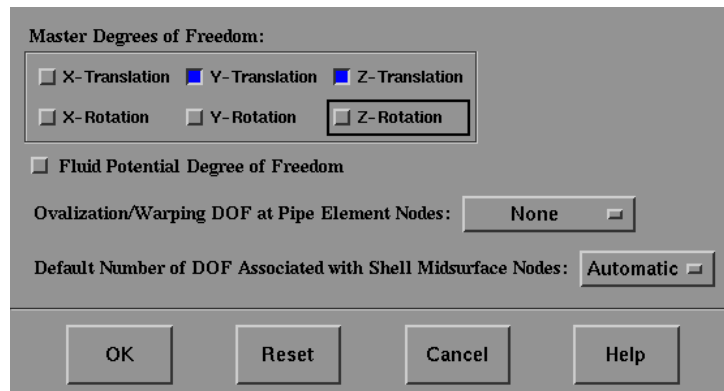 Master Degrees of Freedom:
X-Translation Y-Translation Z-Translation
X-Rotation Y-Rotation Z-Rotation
Fluid Potential Degree of Freedom
Ovalization/Warping DOF at Pipe Element Nodes: None
Default Number of DOF Associated with Shell Midsurface Nodes: Automatic
OK Reset Cancel Help